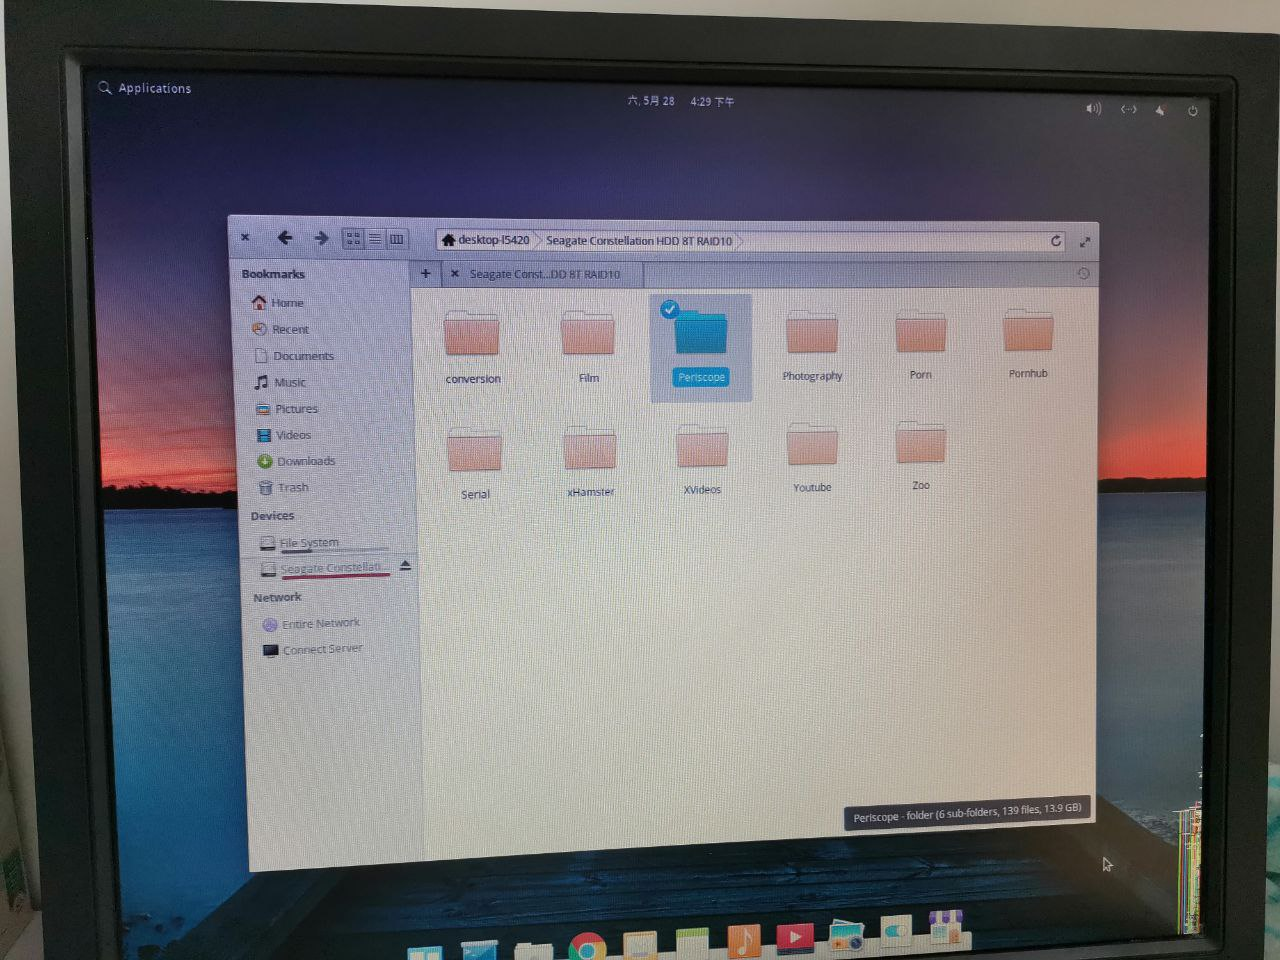 Applications
六, 5月 28 4:29 下午
desktop-I5420 Seagate Constellation HDD 8T RAID10
Seagate Const...DD 8T RAID10
Bookmarks
Home
Recent
Documents
Music
Pictures
Videos
Downloads
Trash
Devices
File System
Seagate Constellati...
Network
Entire Network
Connect Server
conversion
Film
Periscope
Photography
Porn
Pornhub
Serial
xHamster
XVideos
Youtube
Zoo
Periscope - folder (6 sub-folders, 139 files, 13.9 GB)